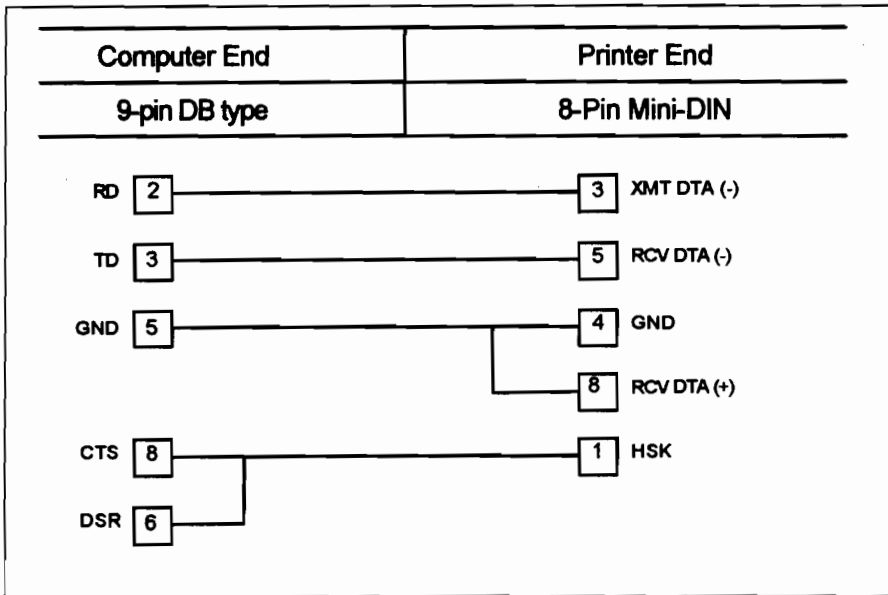 Computer End Printer End
9-pin DB type 8-Pin Mini-DIN
RD 2 3 XMT DTA (-)
TD 3 5 RCV DTA (-)
GND 5 4 GND
8 RCV DTA (+)
CTS 8 1 HSK
DSR 6